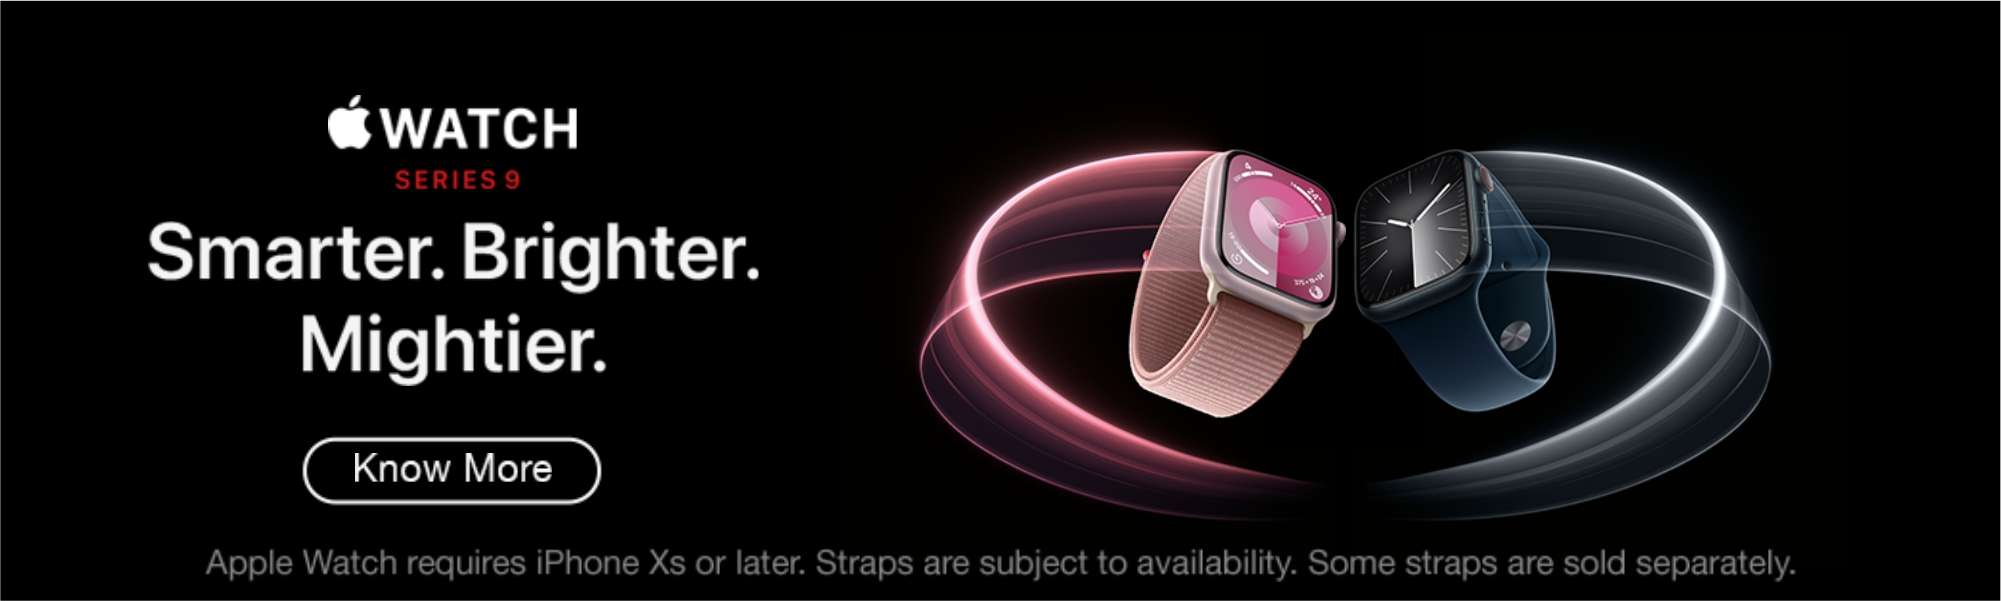 WATCH
SERIES 9
Smarter. Brighter.
Mightier.
Know More
Apple Watch requires iPhone Xs or later. Straps are subject to availability. Some straps are sold separately.